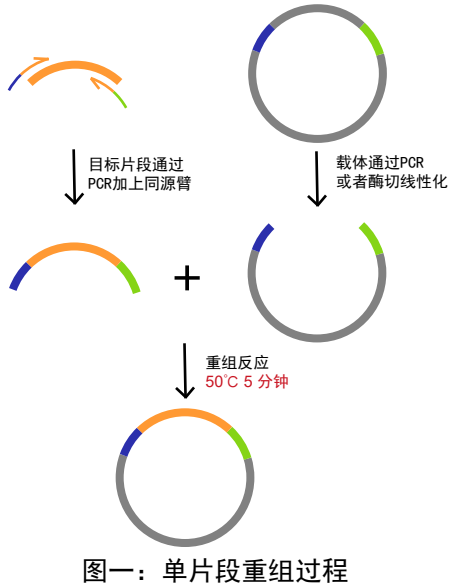 目标片段通过
PCR加上同源臂
载体通过PCR
或者酶切线性化
重组反应
50℃ 5 分钟
图一：单片段重组过程